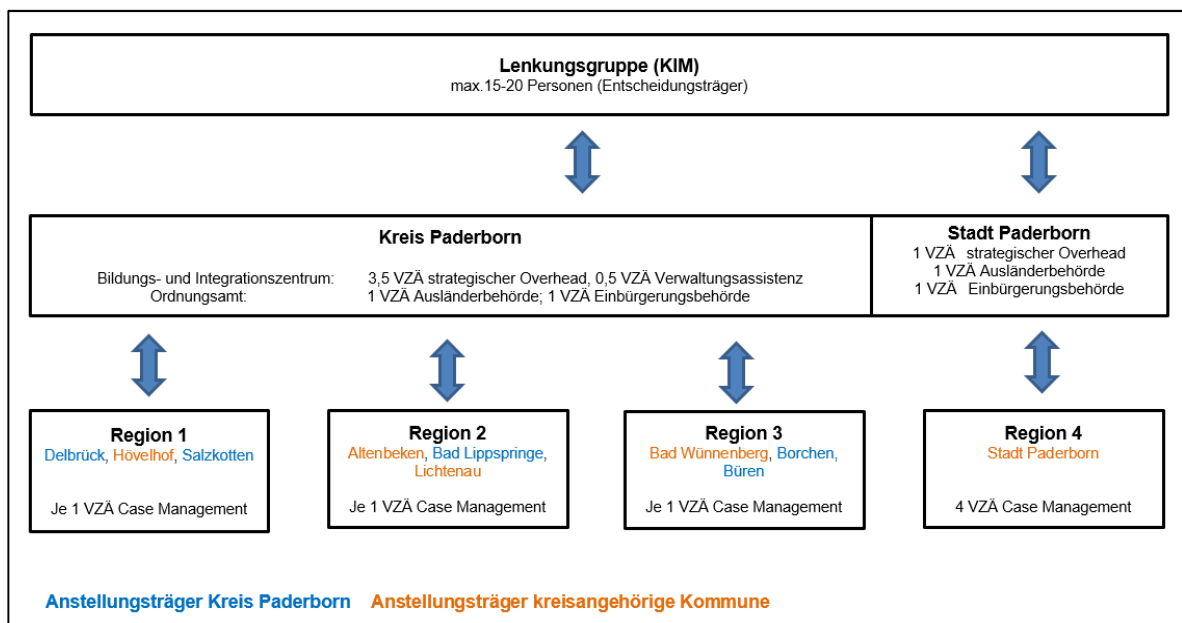 Lenkungsgruppe (KIM)
max.15-20 Personen (Entscheidungsträger)
Kreis Paderborn
Bildungs- und Integrationszentrum: 3,5 VZÄ strategischer Overhead, 0,5 VZÄ Verwaltungsassistenz
Ordnungsamt: 1 VZÄ Ausländerbehörde; 1 VZÄ Einbürgerungsbehörde
Stadt Paderborn
1 VZÄ strategischer Overhead
1 VZÄ Ausländerbehörde
1 VZÄ Einbürgerungsbehörde
Region 1
Delbrück, Hövelhof, Salzkotten
Je 1 VZÄ Case Management
Region 2
Altenbeken, Bad Lippspringe,
Lichtenau
Je 1 VZÄ Case Management
Region 3
Bad Wünnenberg, Borchen,
Büren
Je 1 VZÄ Case Management
Region 4
Stadt Paderborn
4 VZÄ Case Management
Anstellungsträger Kreis Paderborn Anstellungsträger kreisangehörige Kommune